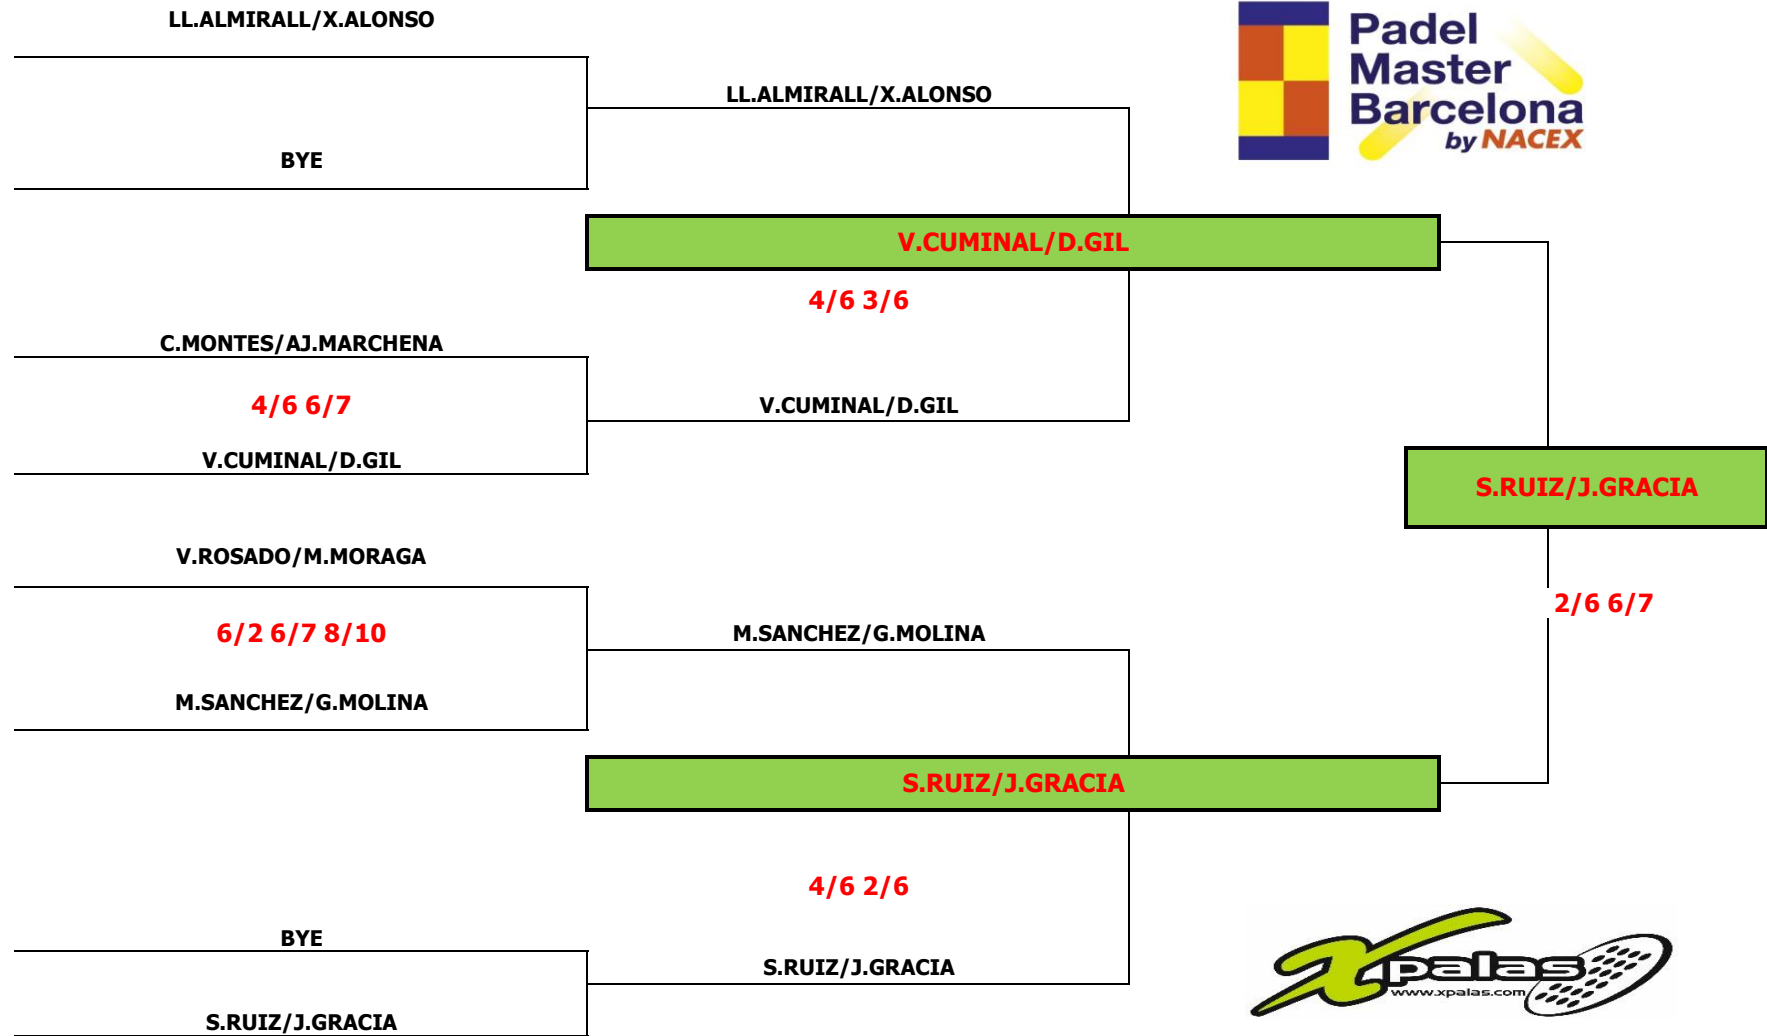 LL.ALMIRALL/X.ALONSO
Padel
Master
Barcelona
by NACEX
LL.ALMIRALL/X.ALONSO
BYE
V.CUMINAL/D.GIL
4/6 3/6
C.MONTES/AJ.MARCHENA
4/6 6/7
V.CUMINAL/D.GIL
V.CUMINAL/D.GIL
S.RUIZ/J.GRACIA
V.ROSADO/M.MORAGA
2/6 6/7
6/2 6/7 8/10
M.SANCHEZ/G.MOLINA
M.SANCHEZ/G.MOLINA
S.RUIZ/J.GRACIA
4/6 2/6
BYE
S.RUIZ/J.GRACIA
Xpalas
www.xpalas.com
S.RUIZ/J.GRACIA